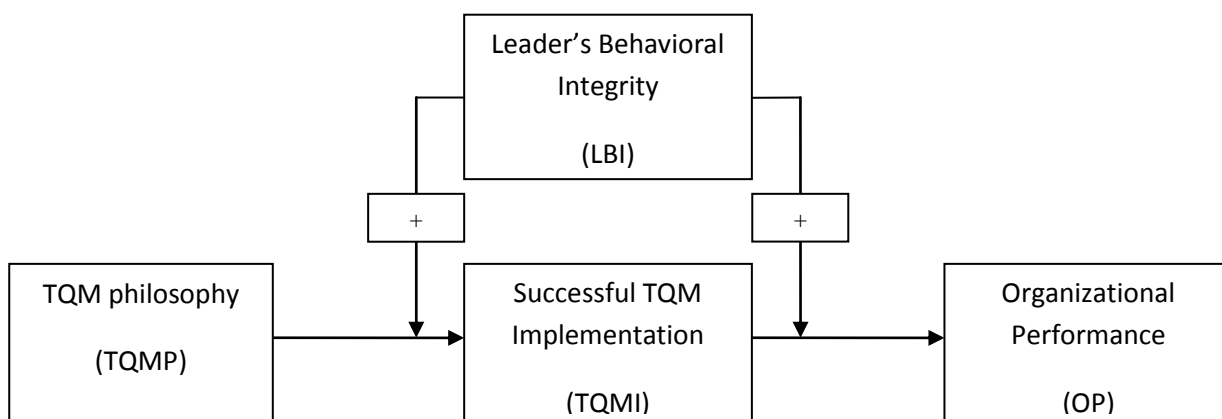 Leader’s Behavioral
Integrity
(LBI)
+
+
TQM philosophy
(TQMP)
Successful TQM
Implementation
(TQMI)
Organizational
Performance
(OP)